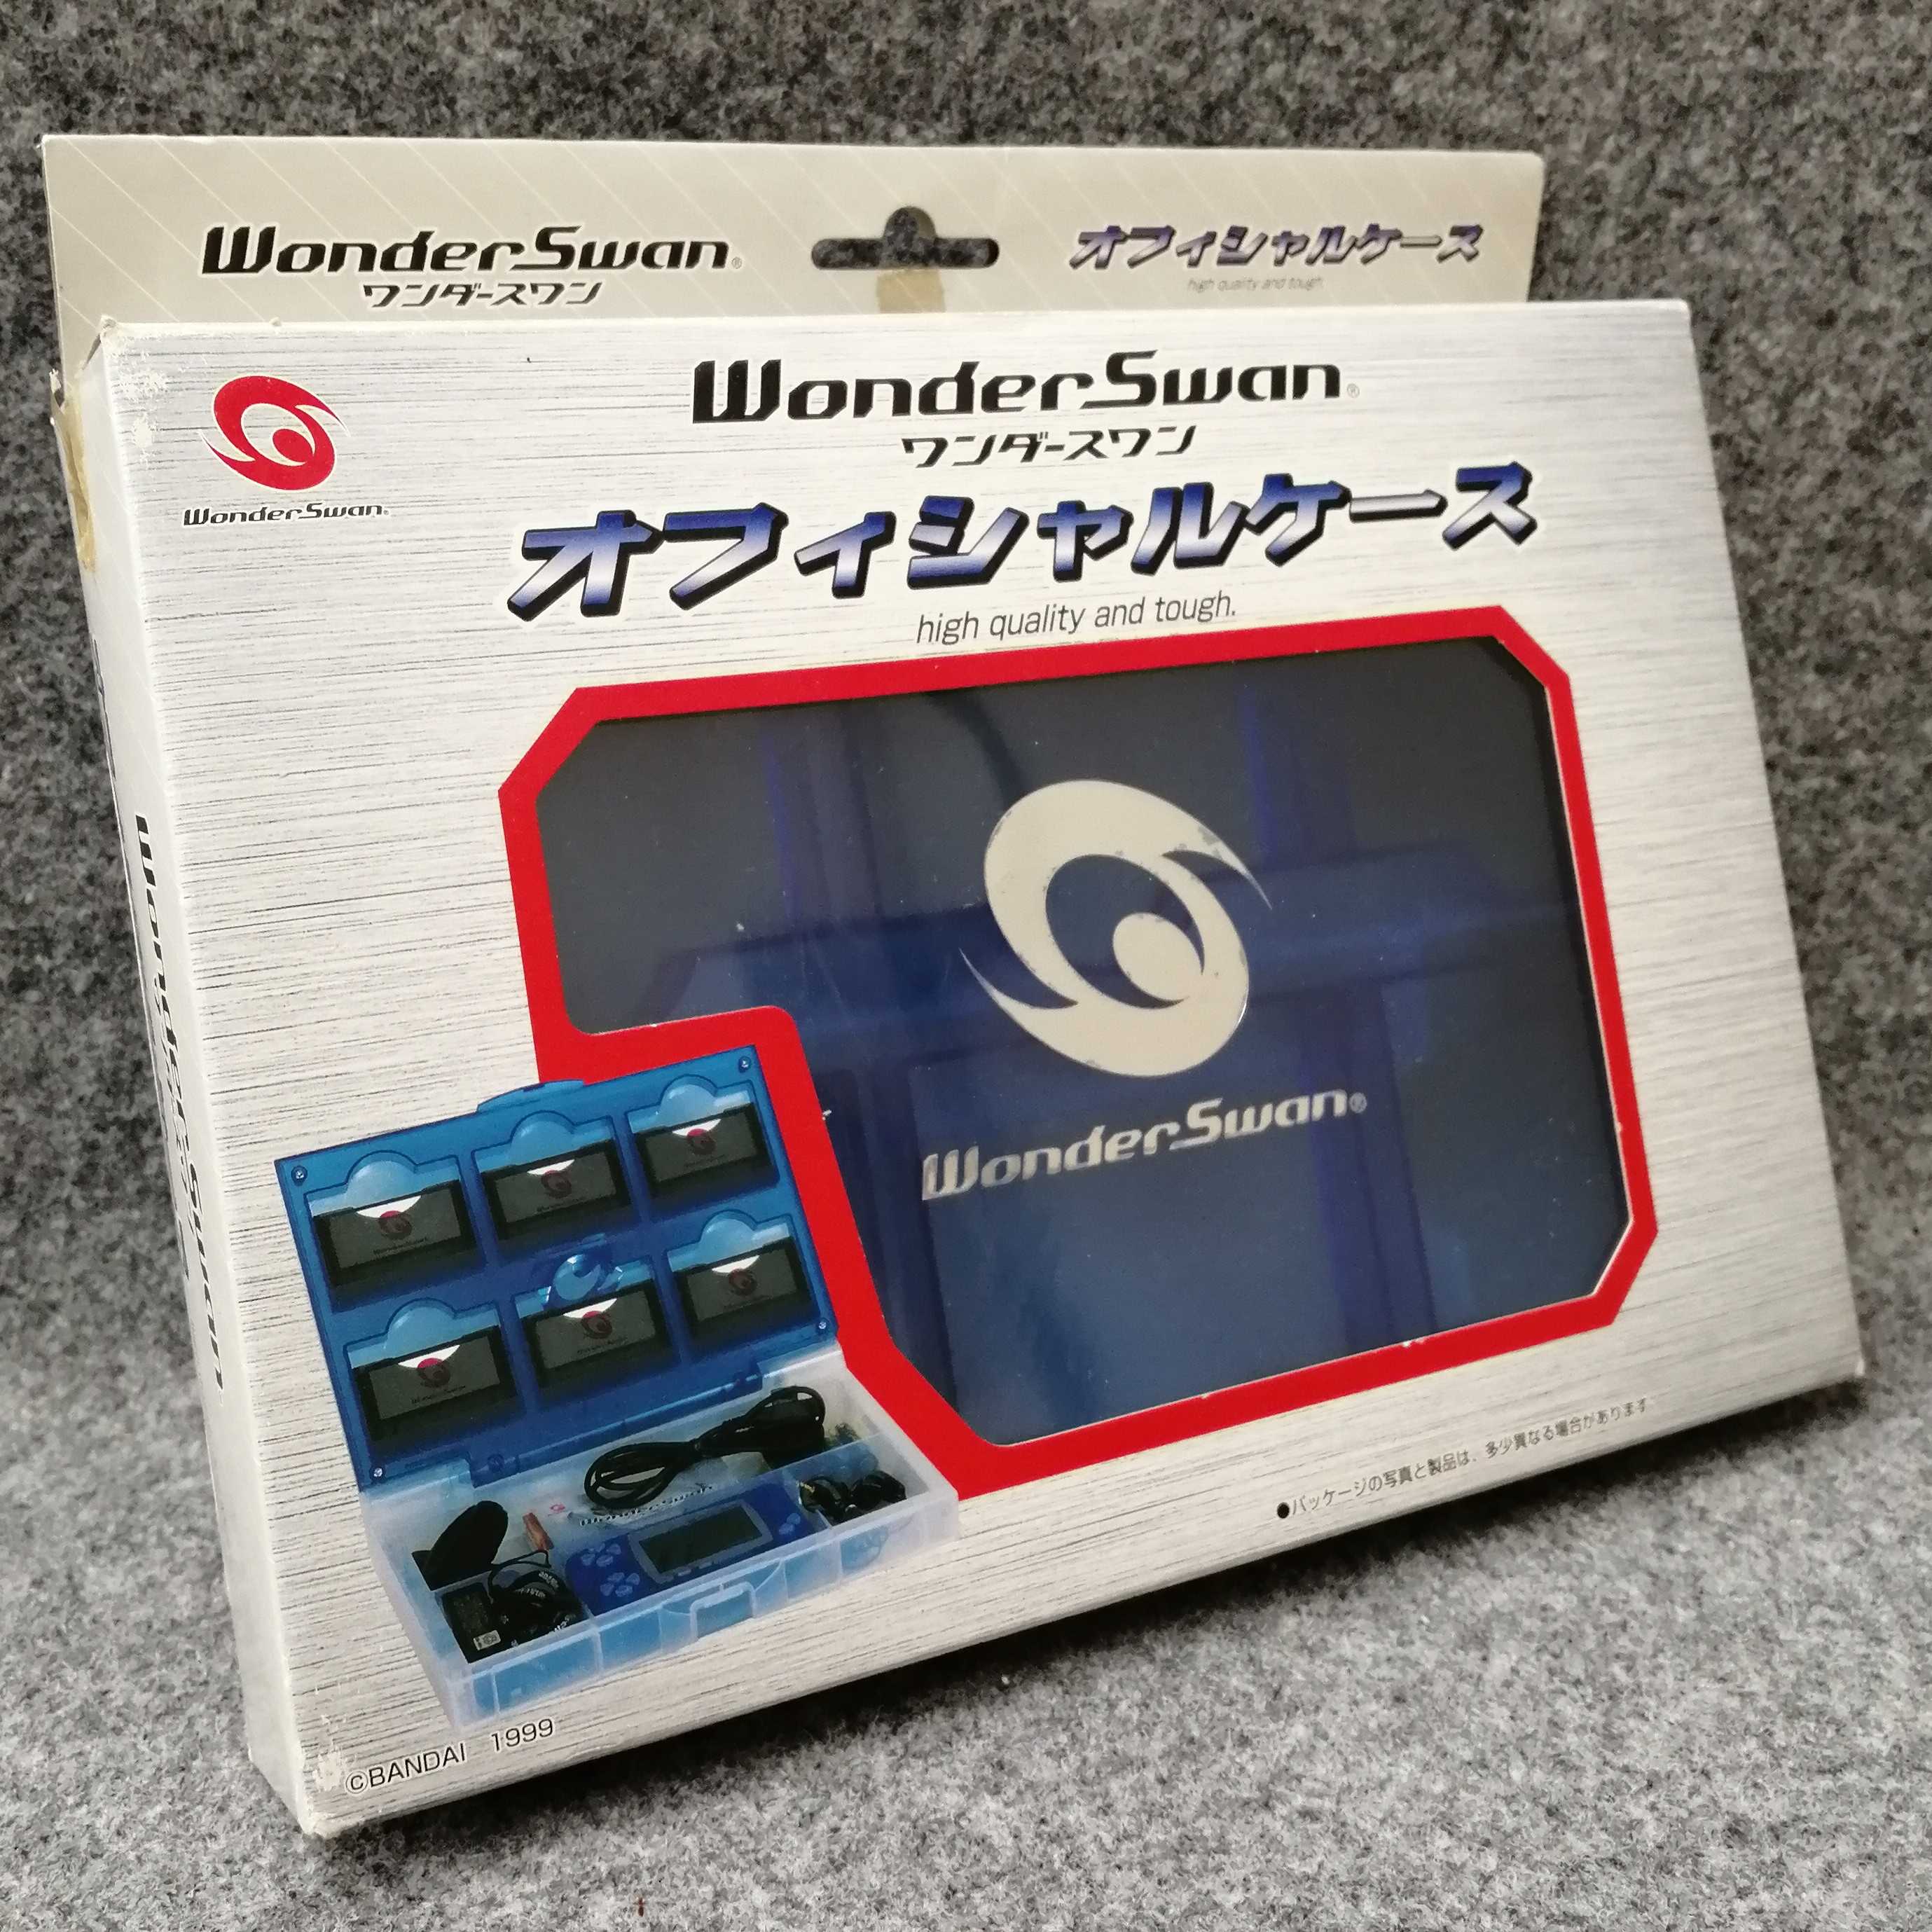 WonderSwan®
ワンダースワン
オフィシャルケース
high quality and tough.
WonderSwan®
ワンダースワン
WonderSwan®
オフィシャルケース
high quality and tough.
WonderSwan®
WonderSwan
WonderSwan
●パッケージの写真と製品は、多少異なる場合があります
©BANDAI 1999